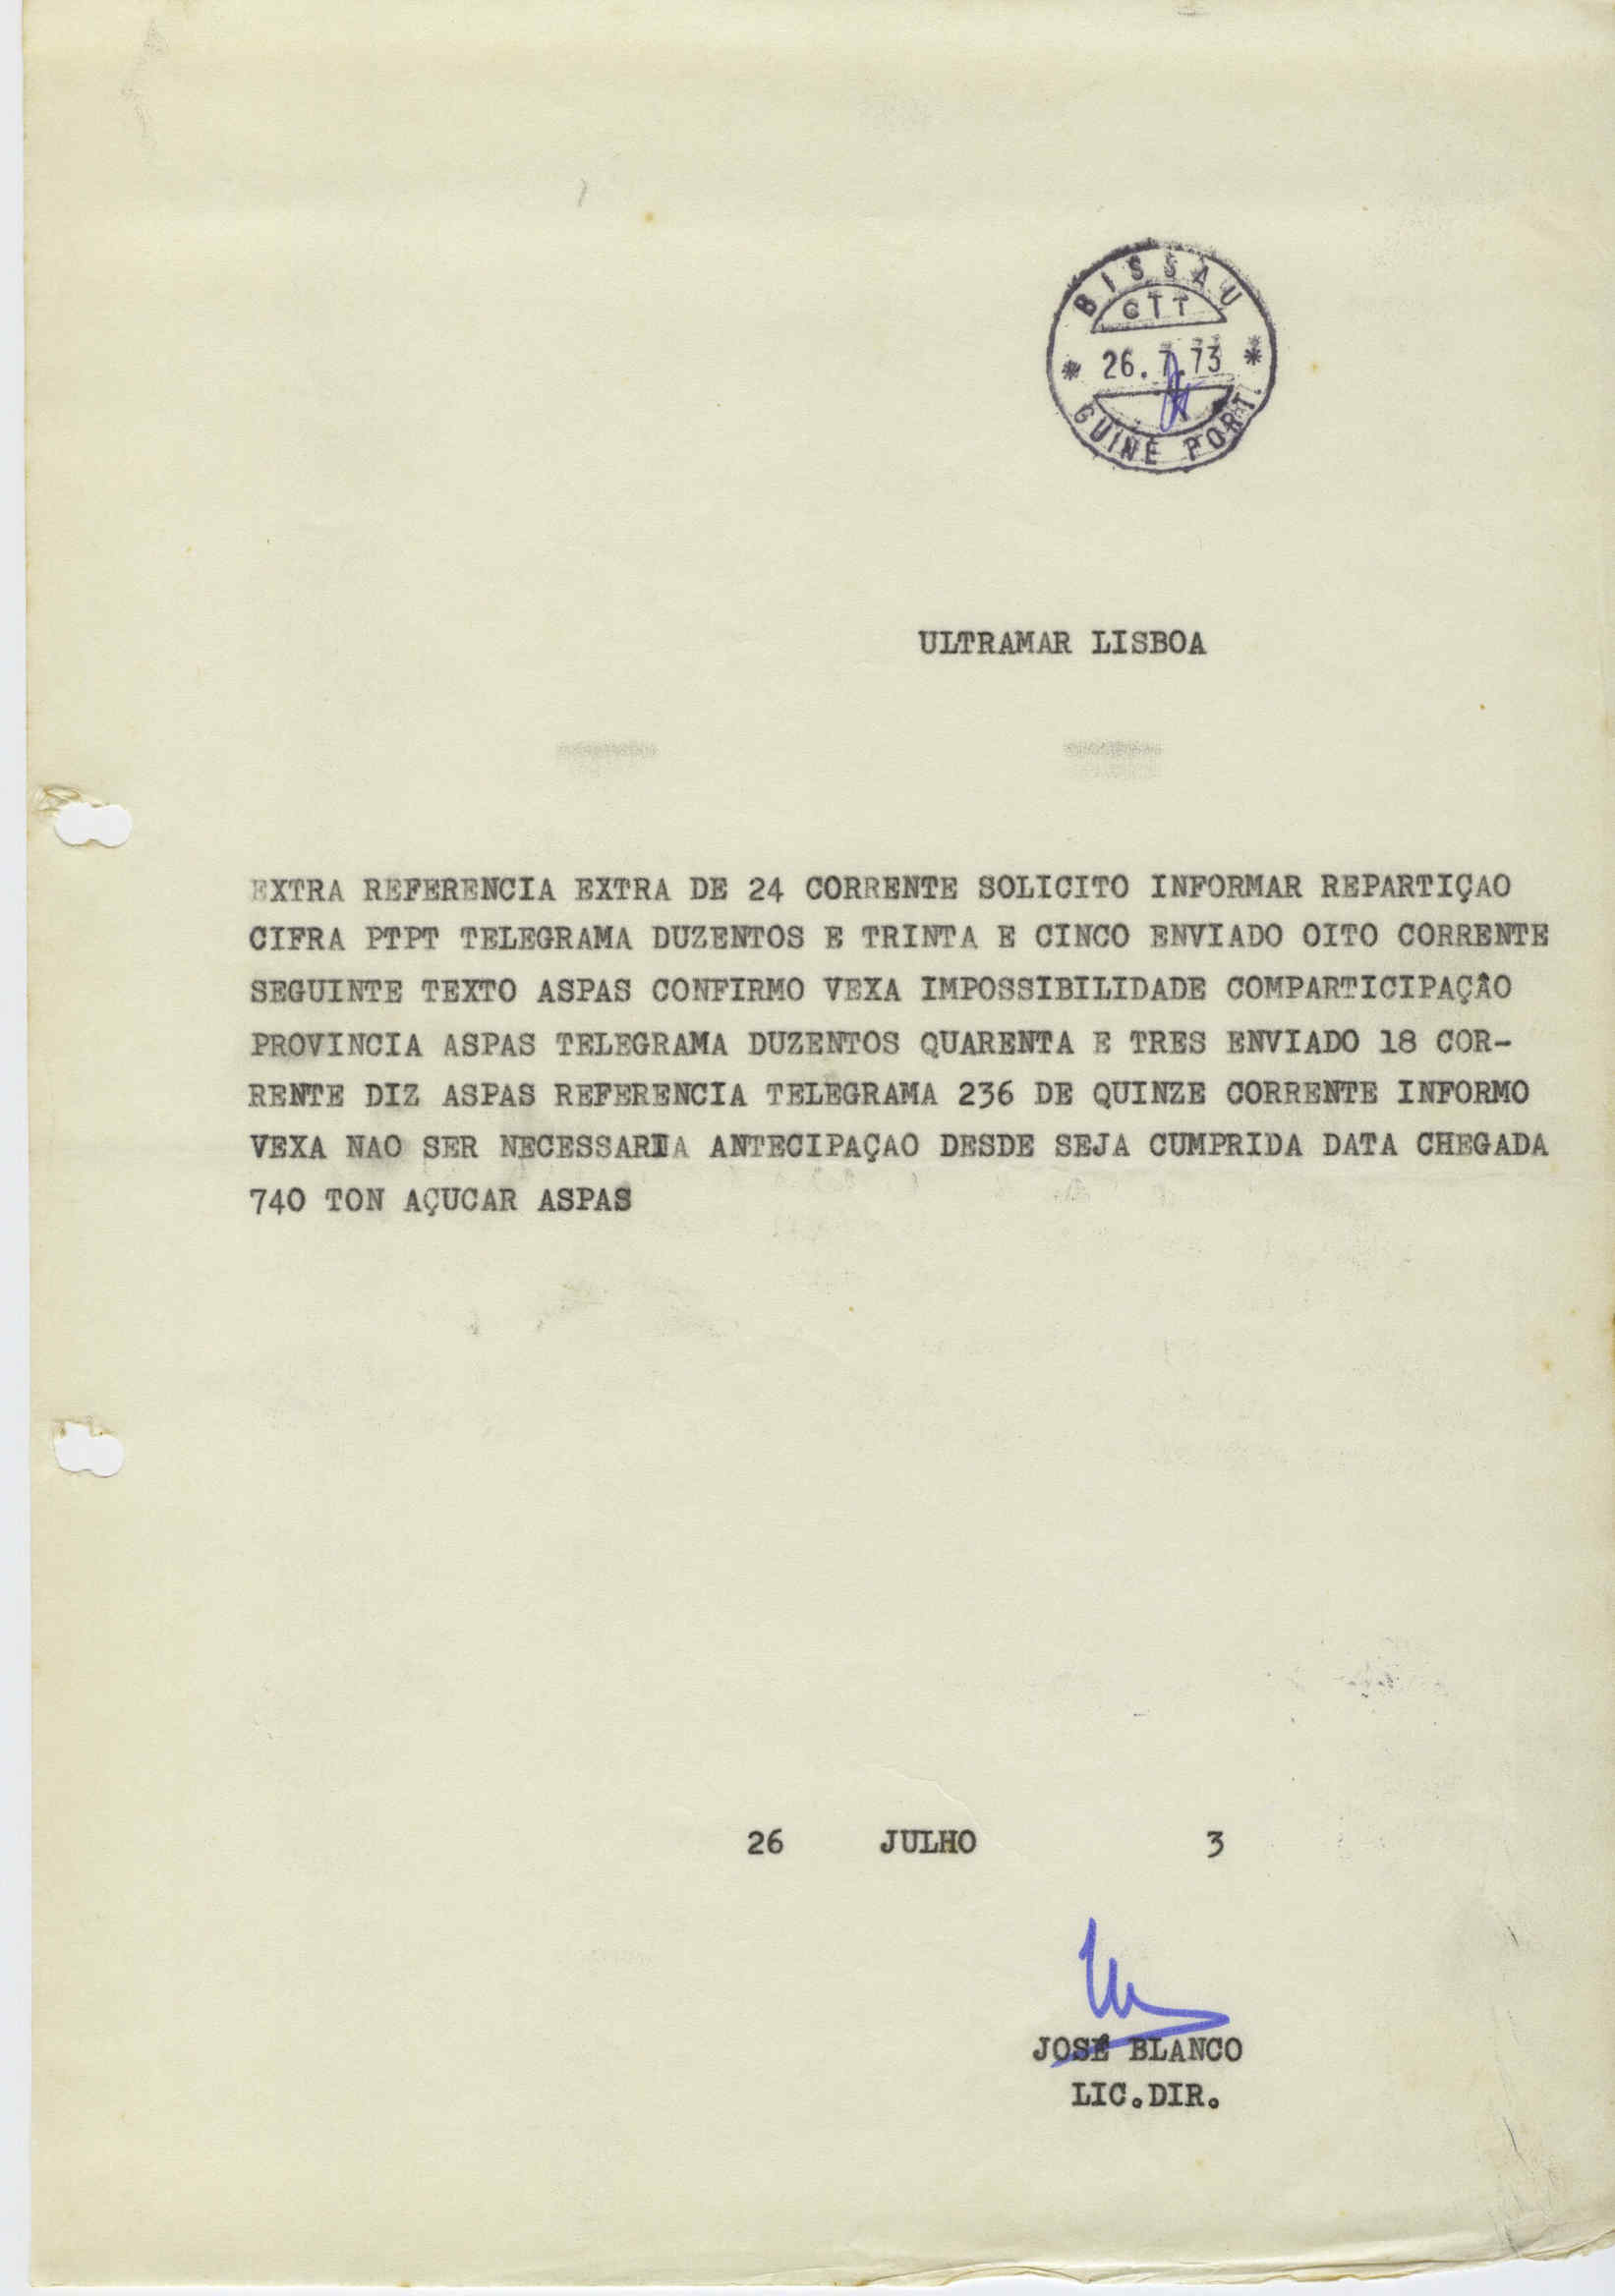 BISSAU
CTT
* 26.7.73 *
GUINÉ PORT.
ULTRAMAR LISBOA
EXTRA REFERENCIA EXTRA DE 24 CORRENTE SOLICITO INFORMAR REPARTIÇAO
CIFRA PTPT TELEGRAMA DUZENTOS E TRINTA E CINCO ENVIADO OITO CORRENTE
SEGUINTE TEXTO ASPAS CONFIRMO VEXA IMPOSSIBILIDADE COMPARTICIPAÇÃO
PROVINCIA ASPAS TELEGRAMA DUZENTOS QUARENTA E TRES ENVIADO 18 COR-
RENTE DIZ ASPAS REFERENCIA TELEGRAMA 236 DE QUINZE CORRENTE INFORMO
VEXA NAO SER NECESSARIA ANTECIPAÇAO DESDE SEJA CUMPRIDA DATA CHEGADA
740 TON AÇUCAR ASPAS
26 JULHO 3
JOSÉ BLANCO
LIC.DIR.